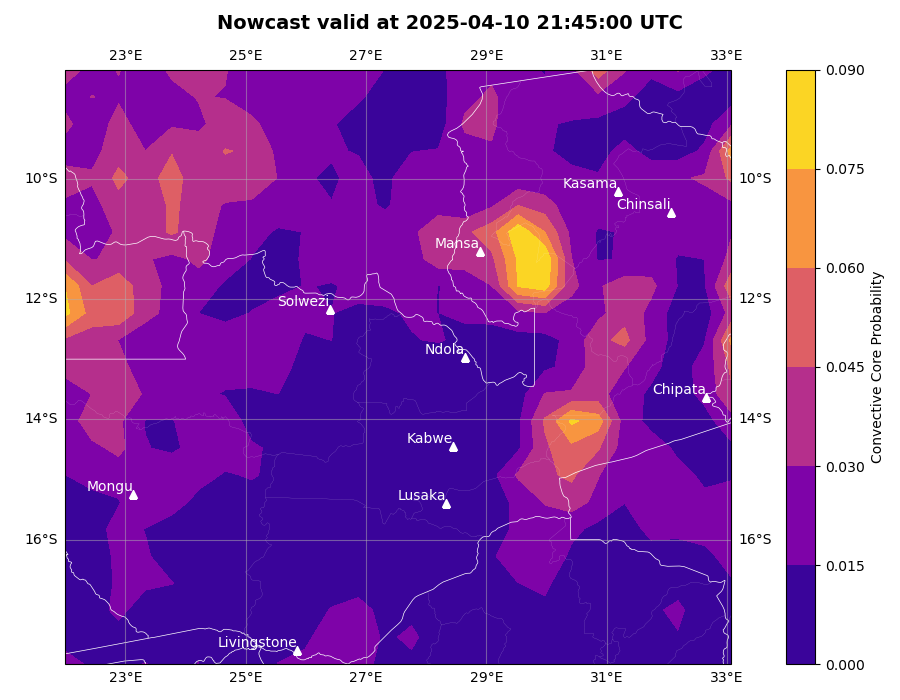 Nowcast valid at 2025-04-10 21:45:00 UTC
23°E 25°E 27°E 29°E 31°E 33°E
0.090
0.075
0.060
0.045
0.030
0.015
0.000
Convective Core Probability
10°S 10°S
12°S 12°S
14°S 14°S
16°S 16°S
Kasama
Chinsali
Mansa
Solwezi
Ndola
Chipata
Kabwe
Mongu
Lusaka
Livingstone
23°E 25°E 27°E 29°E 31°E 33°E